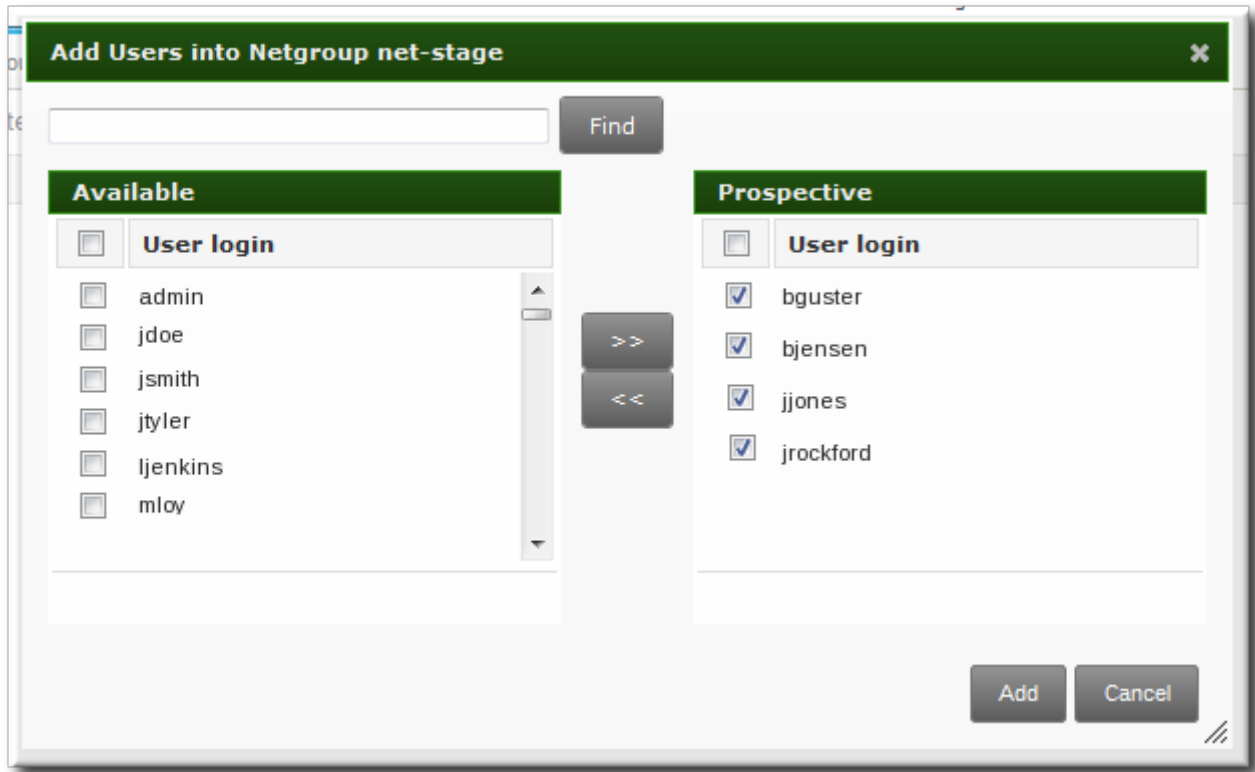 Add Users into Netgroup net-stage
Find
Available
User login
admin
jdoe
jsmith
jtyler
ljenkins
mloy
>>
<<
Prospective
User login
bguster
bjensen
jjones
jrockford
Add
Cancel